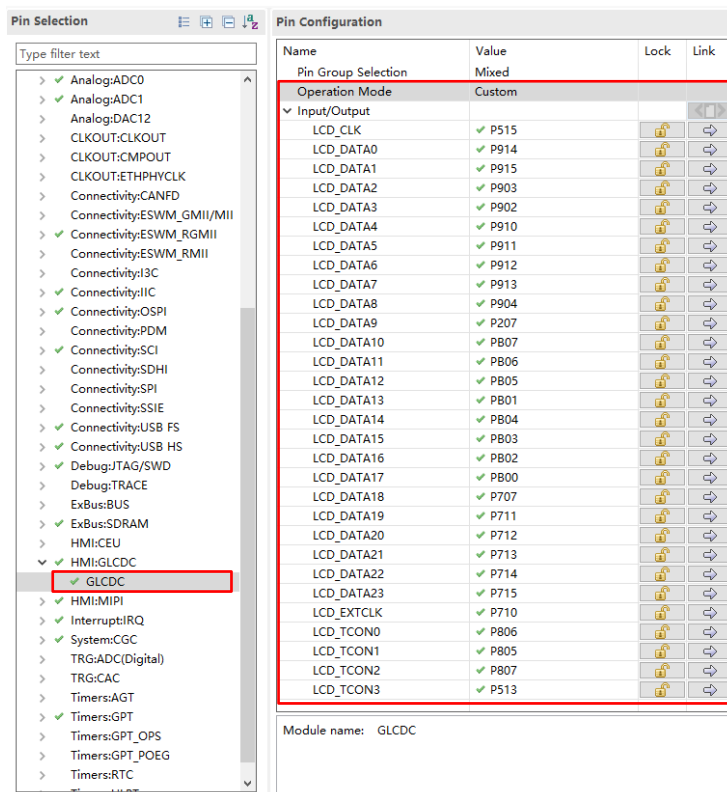 Pin Selection
Type filter text
Analog:ADC0
Analog:ADC1
Analog:DAC12
CLKOUT:CLKOUT
CLKOUT:CMPOUT
CLKOUT:ETHPHYCLK
Connectivity:CANFD
Connectivity:ESWM_GMII/MII
Connectivity:ESWM_RGMII
Connectivity:ESWM_RMII
Connectivity:I3C
Connectivity:IIC
Connectivity:OSPI
Connectivity:PDM
Connectivity:SCI
Connectivity:SDHI
Connectivity:SPI
Connectivity:SSIE
Connectivity:USB FS
Connectivity:USB HS
Debug:JTAG/SWD
Debug:TRACE
ExBus:BUS
ExBus:SDRAM
HMI:CEU
HMI:GLCDC
GLCDC
HMI:MIPI
Interrupt:IRQ
System:CGC
TRG:ADC(Digital)
TRG:CAC
Timers:AGT
Timers:GPT
Timers:GPT_OPS
Timers:GPT_POEG
Timers:RTC
Pin Configuration
Name Value Lock Link
Pin Group Selection Mixed
Operation Mode Custom
Input/Output
LCD_CLK P515
LCD_DATA0 P914
LCD_DATA1 P915
LCD_DATA2 P903
LCD_DATA3 P902
LCD_DATA4 P910
LCD_DATA5 P911
LCD_DATA6 P912
LCD_DATA7 P913
LCD_DATA8 P904
LCD_DATA9 P207
LCD_DATA10 PB07
LCD_DATA11 PB06
LCD_DATA12 PB05
LCD_DATA13 PB01
LCD_DATA14 PB04
LCD_DATA15 PB03
LCD_DATA16 PB02
LCD_DATA17 PB00
LCD_DATA18 P707
LCD_DATA19 P711
LCD_DATA20 P712
LCD_DATA21 P713
LCD_DATA22 P714
LCD_DATA23 P715
LCD_EXTCLK P710
LCD_TCON0 P806
LCD_TCON1 P805
LCD_TCON2 P807
LCD_TCON3 P513
Module name: GLCDC